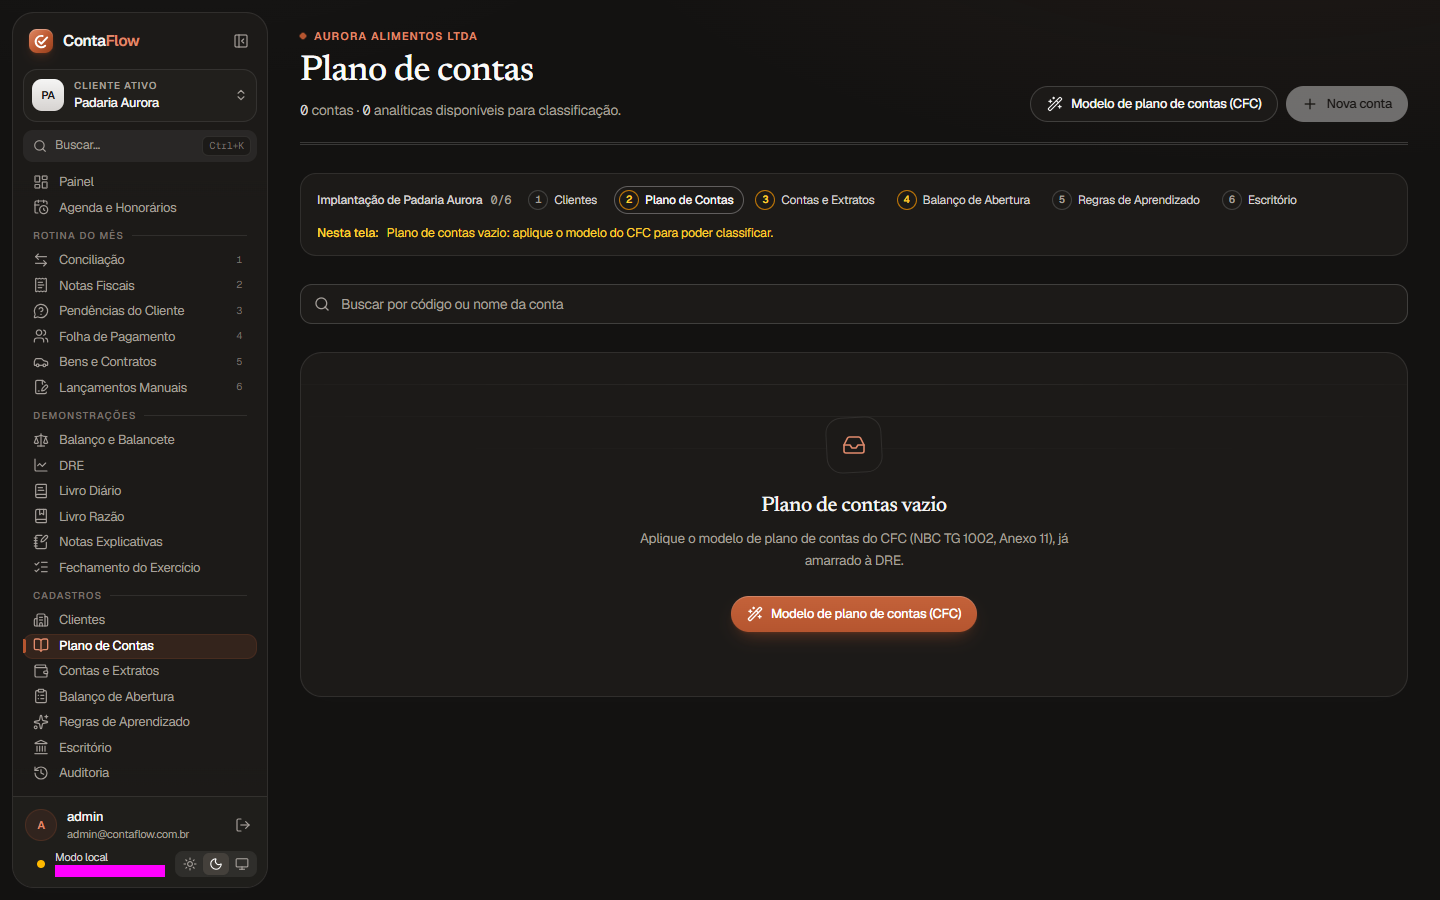 ContaFlow
PA
CLIENTE ATIVO
Padaria Aurora
Buscar...
Ctrl+K
Painel
Agenda e Honorários
ROTINA DO MÊS
Conciliação 1
Notas Fiscais 2
Pendências do Cliente 3
Folha de Pagamento 4
Bens e Contratos 5
Lançamentos Manuais 6
DEMONSTRAÇÕES
Balanço e Balancete
DRE
Livro Diário
Livro Razão
Notas Explicativas
Fechamento do Exercício
CADASTROS
Clientes
Plano de Contas
Contas e Extratos
Balanço de Abertura
Regras de Aprendizado
Escritório
Auditoria
A
admin
admin@contaflow.com.br
Modo local
AURORA ALIMENTOS LTDA
Plano de contas
0 contas · 0 analíticas disponíveis para classificação.
Modelo de plano de contas (CFC)
Nova conta
Implantação de Padaria Aurora 0/6 1 Clientes 2 Plano de Contas 3 Contas e Extratos 4 Balanço de Abertura 5 Regras de Aprendizado 6 Escritório
Nesta tela: Plano de contas vazio: aplique o modelo do CFC para poder classificar.
Buscar por código ou nome da conta
Plano de contas vazio
Aplique o modelo de plano de contas do CFC (NBC TG 1002, Anexo 11), já
amarrado à DRE.
Modelo de plano de contas (CFC)